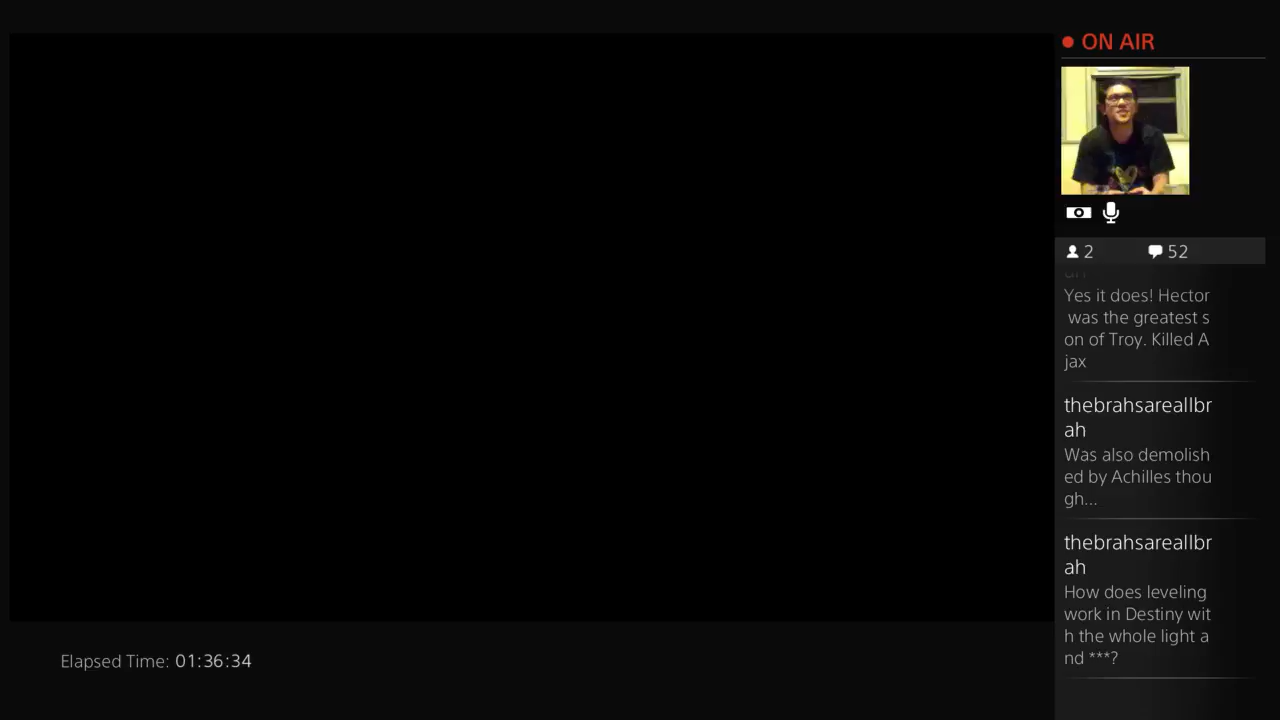 ON AIR
2 52
Yes it does! Hector
was the greatest s
on of Troy. Killed A
jax
thebrahsareallbr
ah
Was also demolish
ed by Achilles thou
gh...
thebrahsareallbr
ah
How does leveling
work in Destiny wit
h the whole light a
nd ***?
Elapsed Time: 01:36:34